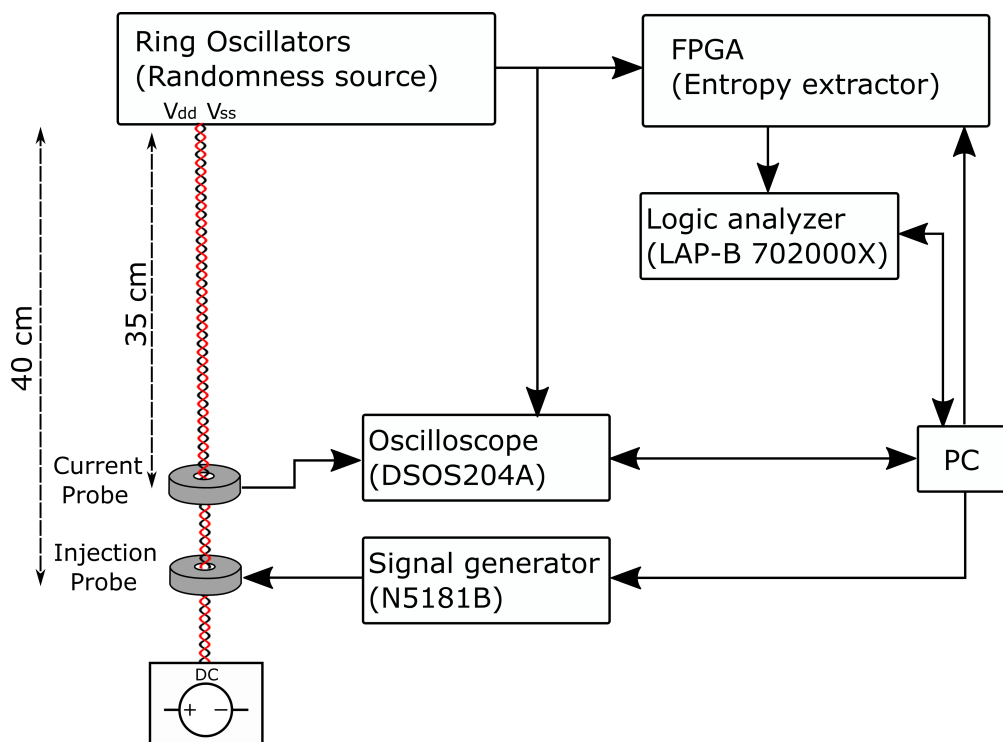 Ring Oscillators
(Randomness source)
Vdd Vss
FPGA
(Entropy extractor)
Logic analyzer
(LAP-B 702000X)
40 cm
35 cm
Current
Probe
Oscilloscope
(DSOS204A)
PC
Injection
Probe
Signal generator
(N5181B)
DC
+ −